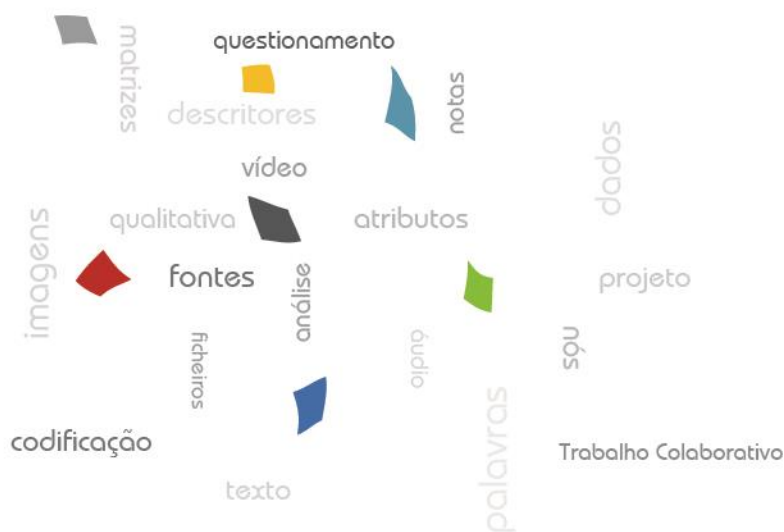 questionamento
matrizes
notas
descritores
vídeo
dados
imagens
qualitativa
atributos
fontes
análise
projeto
ficheiros
áudio
nós
codificação
palavras
Trabalho Colaborativo
texto